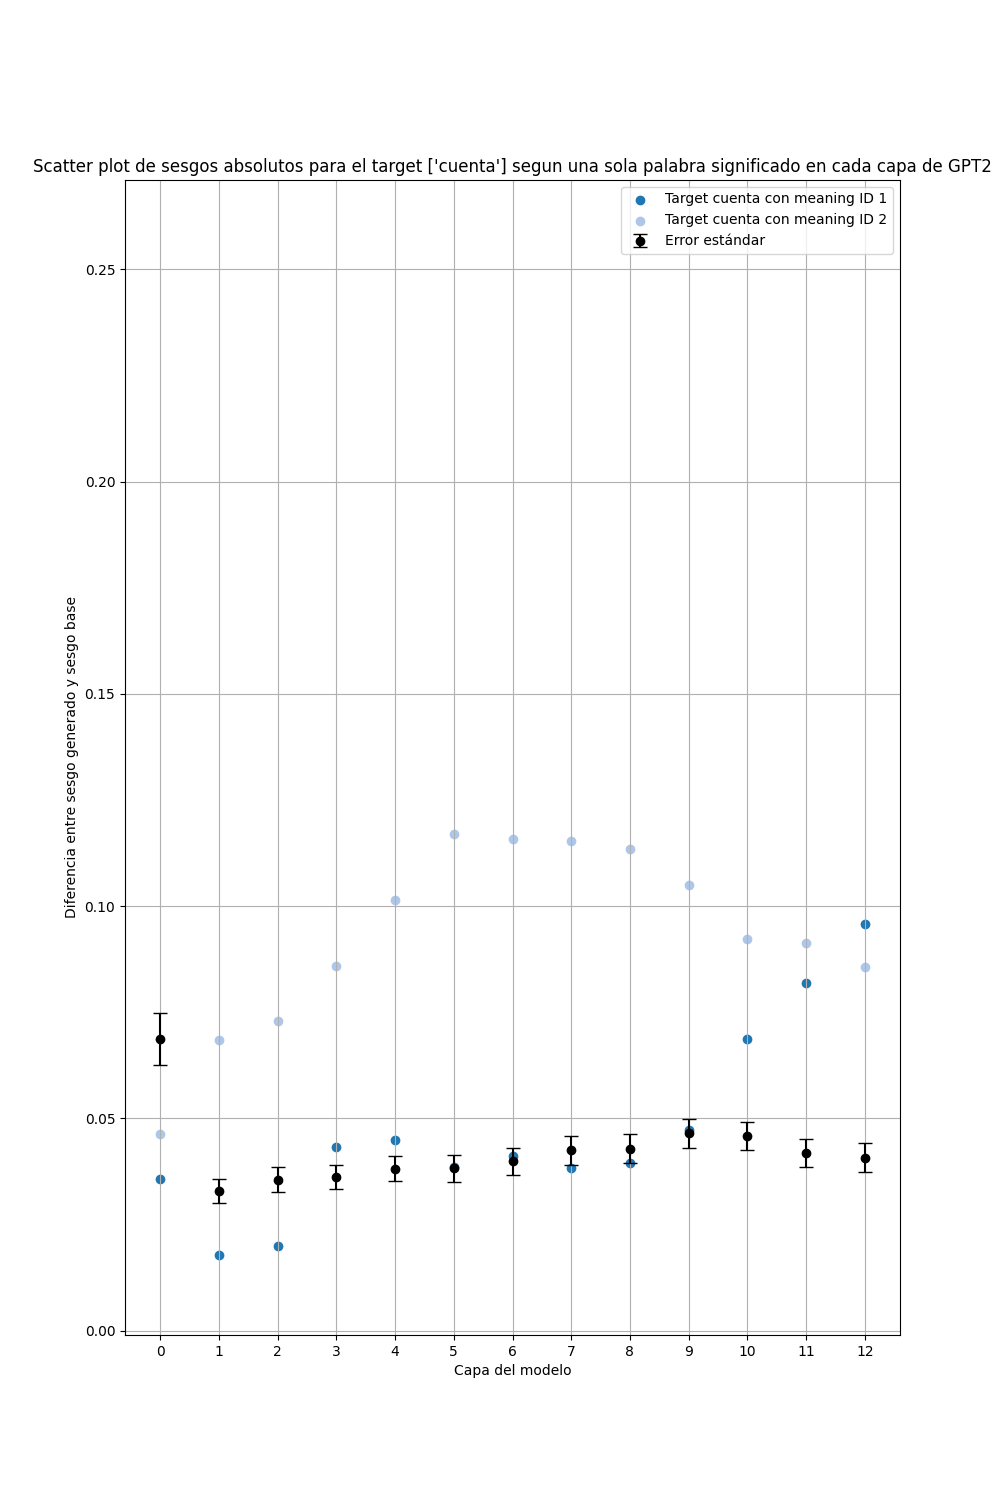 Scatter plot de sesgos absolutos para el target ['cuenta'] segun una sola palabra significado en cada capa de GPT2
Target cuenta con meaning ID 1
Target cuenta con meaning ID 2
Error estándar
Diferencia entre sesgo generado y sesgo base
0.25
0.20
0.15
0.10
0.05
0.00
0 1 2 3 4 5 6 7 8 9 10 11 12
Capa del modelo